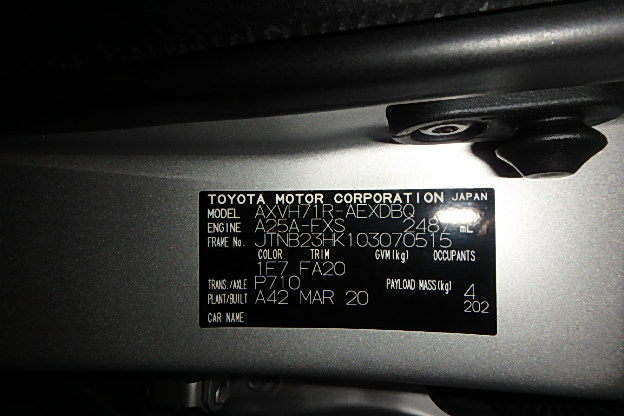 TOYOTA MOTOR CORPORATION JAPAN
MODEL AXVH71R-AEXDBQ
ENGINE A25A-FXS 2487 mL
FRAME No. JTNB23HK103070515
COLOR TRIM GVM(kg) OCCUPANTS
1F7 FA20
TRANS./AXLE P710 PAYLOAD MASS(kg) 4
PLANT/BUILT A42 MAR 20 202
CAR NAME